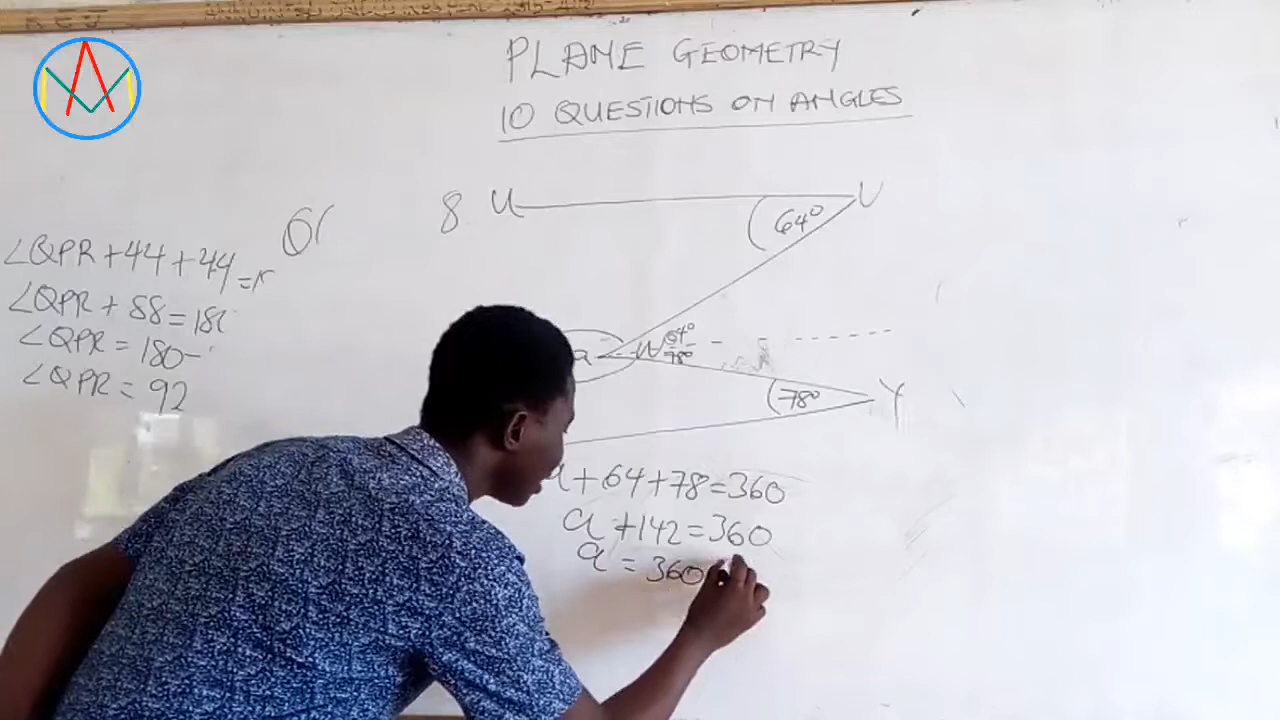 PLANE GEOMETRY
10 QUESTIONS ON ANGLES
8
U
V
64°
∠QPR + 44 + 44 =
∠QPR + 88 = 18
∠QPR = 180 -
∠QPR = 92
a
W
64°
78°
78°
Y
a + 64 + 78 = 360
a + 142 = 360
a = 360